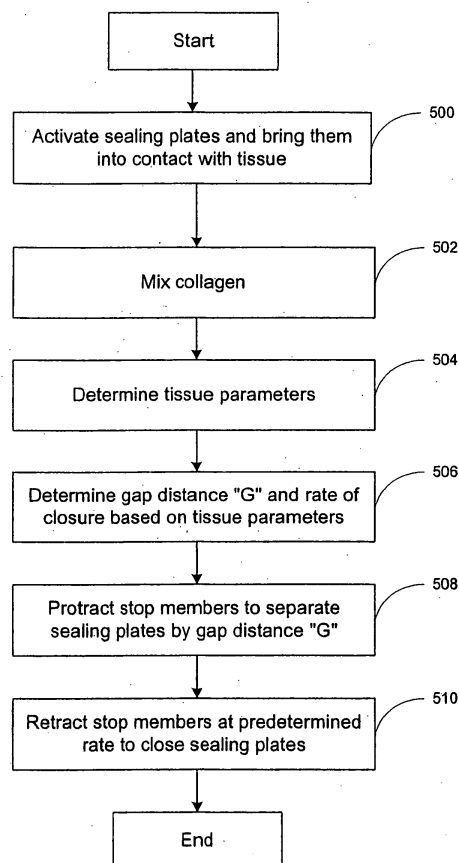 Start
500
Activate sealing plates and bring them
into contact with tissue
502
Mix collagen
504
Determine tissue parameters
506
Determine gap distance "G" and rate of
closure based on tissue parameters
508
Protract stop members to separate
sealing plates by gap distance "G"
510
Retract stop members at predetermined
rate to close sealing plates
End